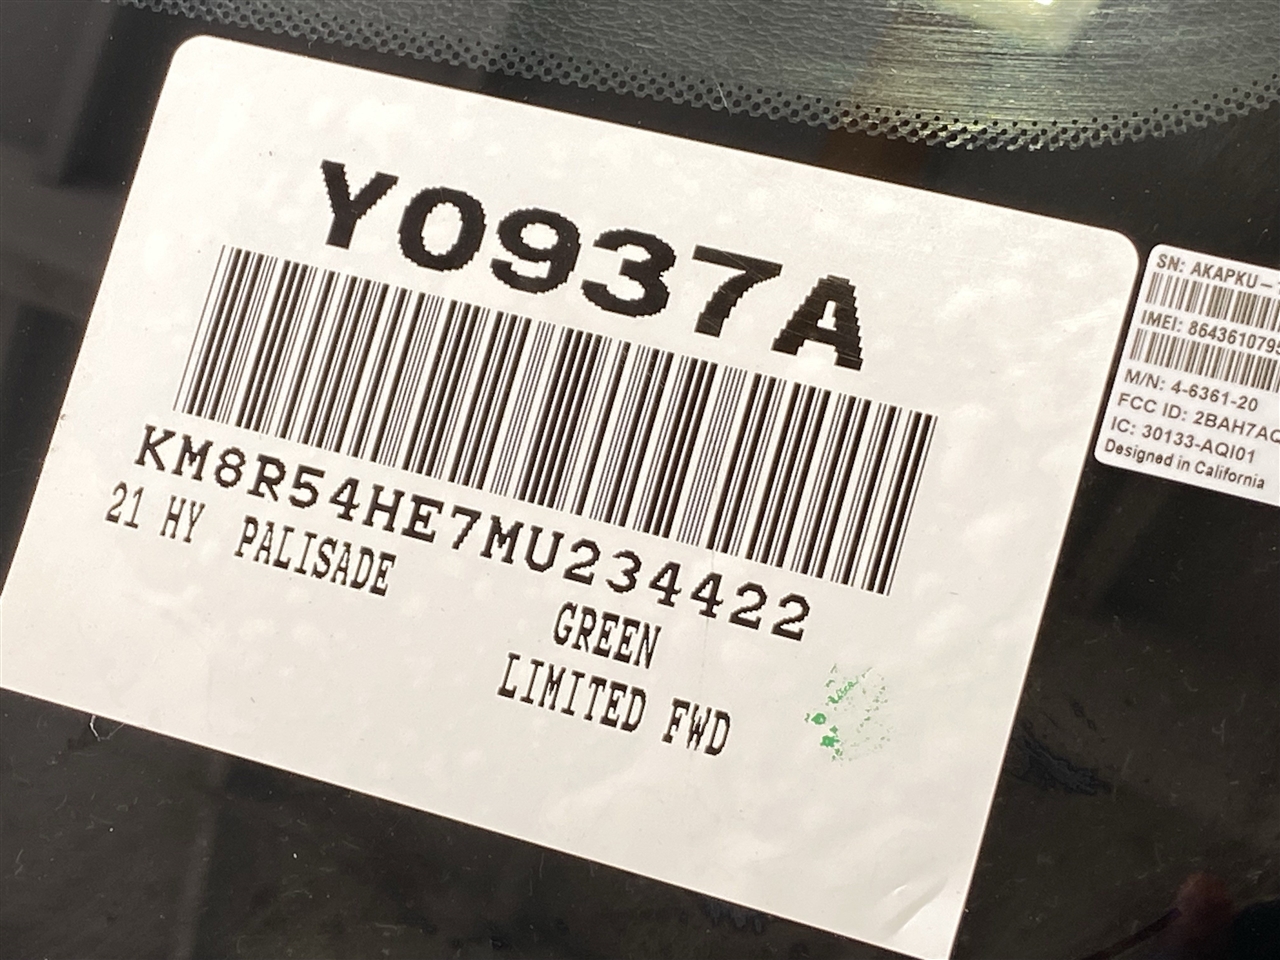 Y0937A
KM8R54HE7MU234422
21 HY PALISADE
GREEN
LIMITED FWD
SN: AKAPKU-
IMEI: 864361079
M/N: 4-6361-20
FCC ID: 2BAH7AQ
IC: 30133-AQI01
Designed in California